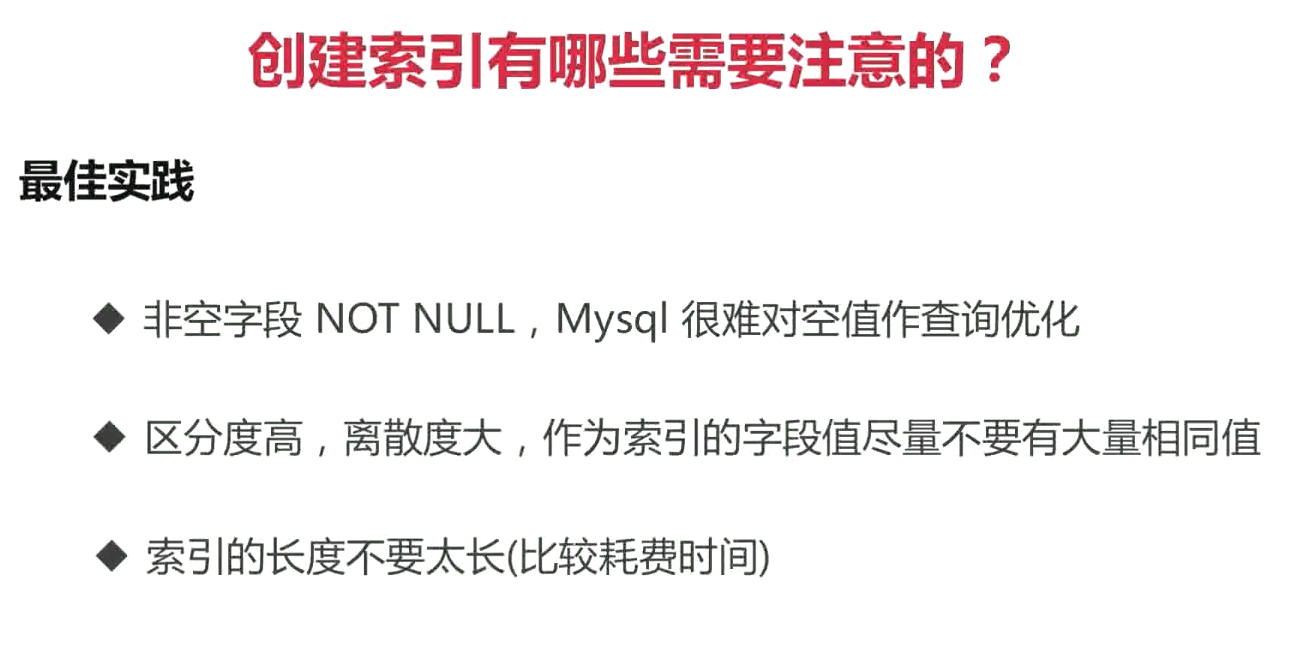 创建索引有哪些需要注意的？
最佳实践
◆ 非空字段 NOT NULL，Mysql 很难对空值作查询优化
◆ 区分度高，离散度大，作为索引的字段值尽量不要有大量相同值
◆ 索引的长度不要太长(比较耗费时间)